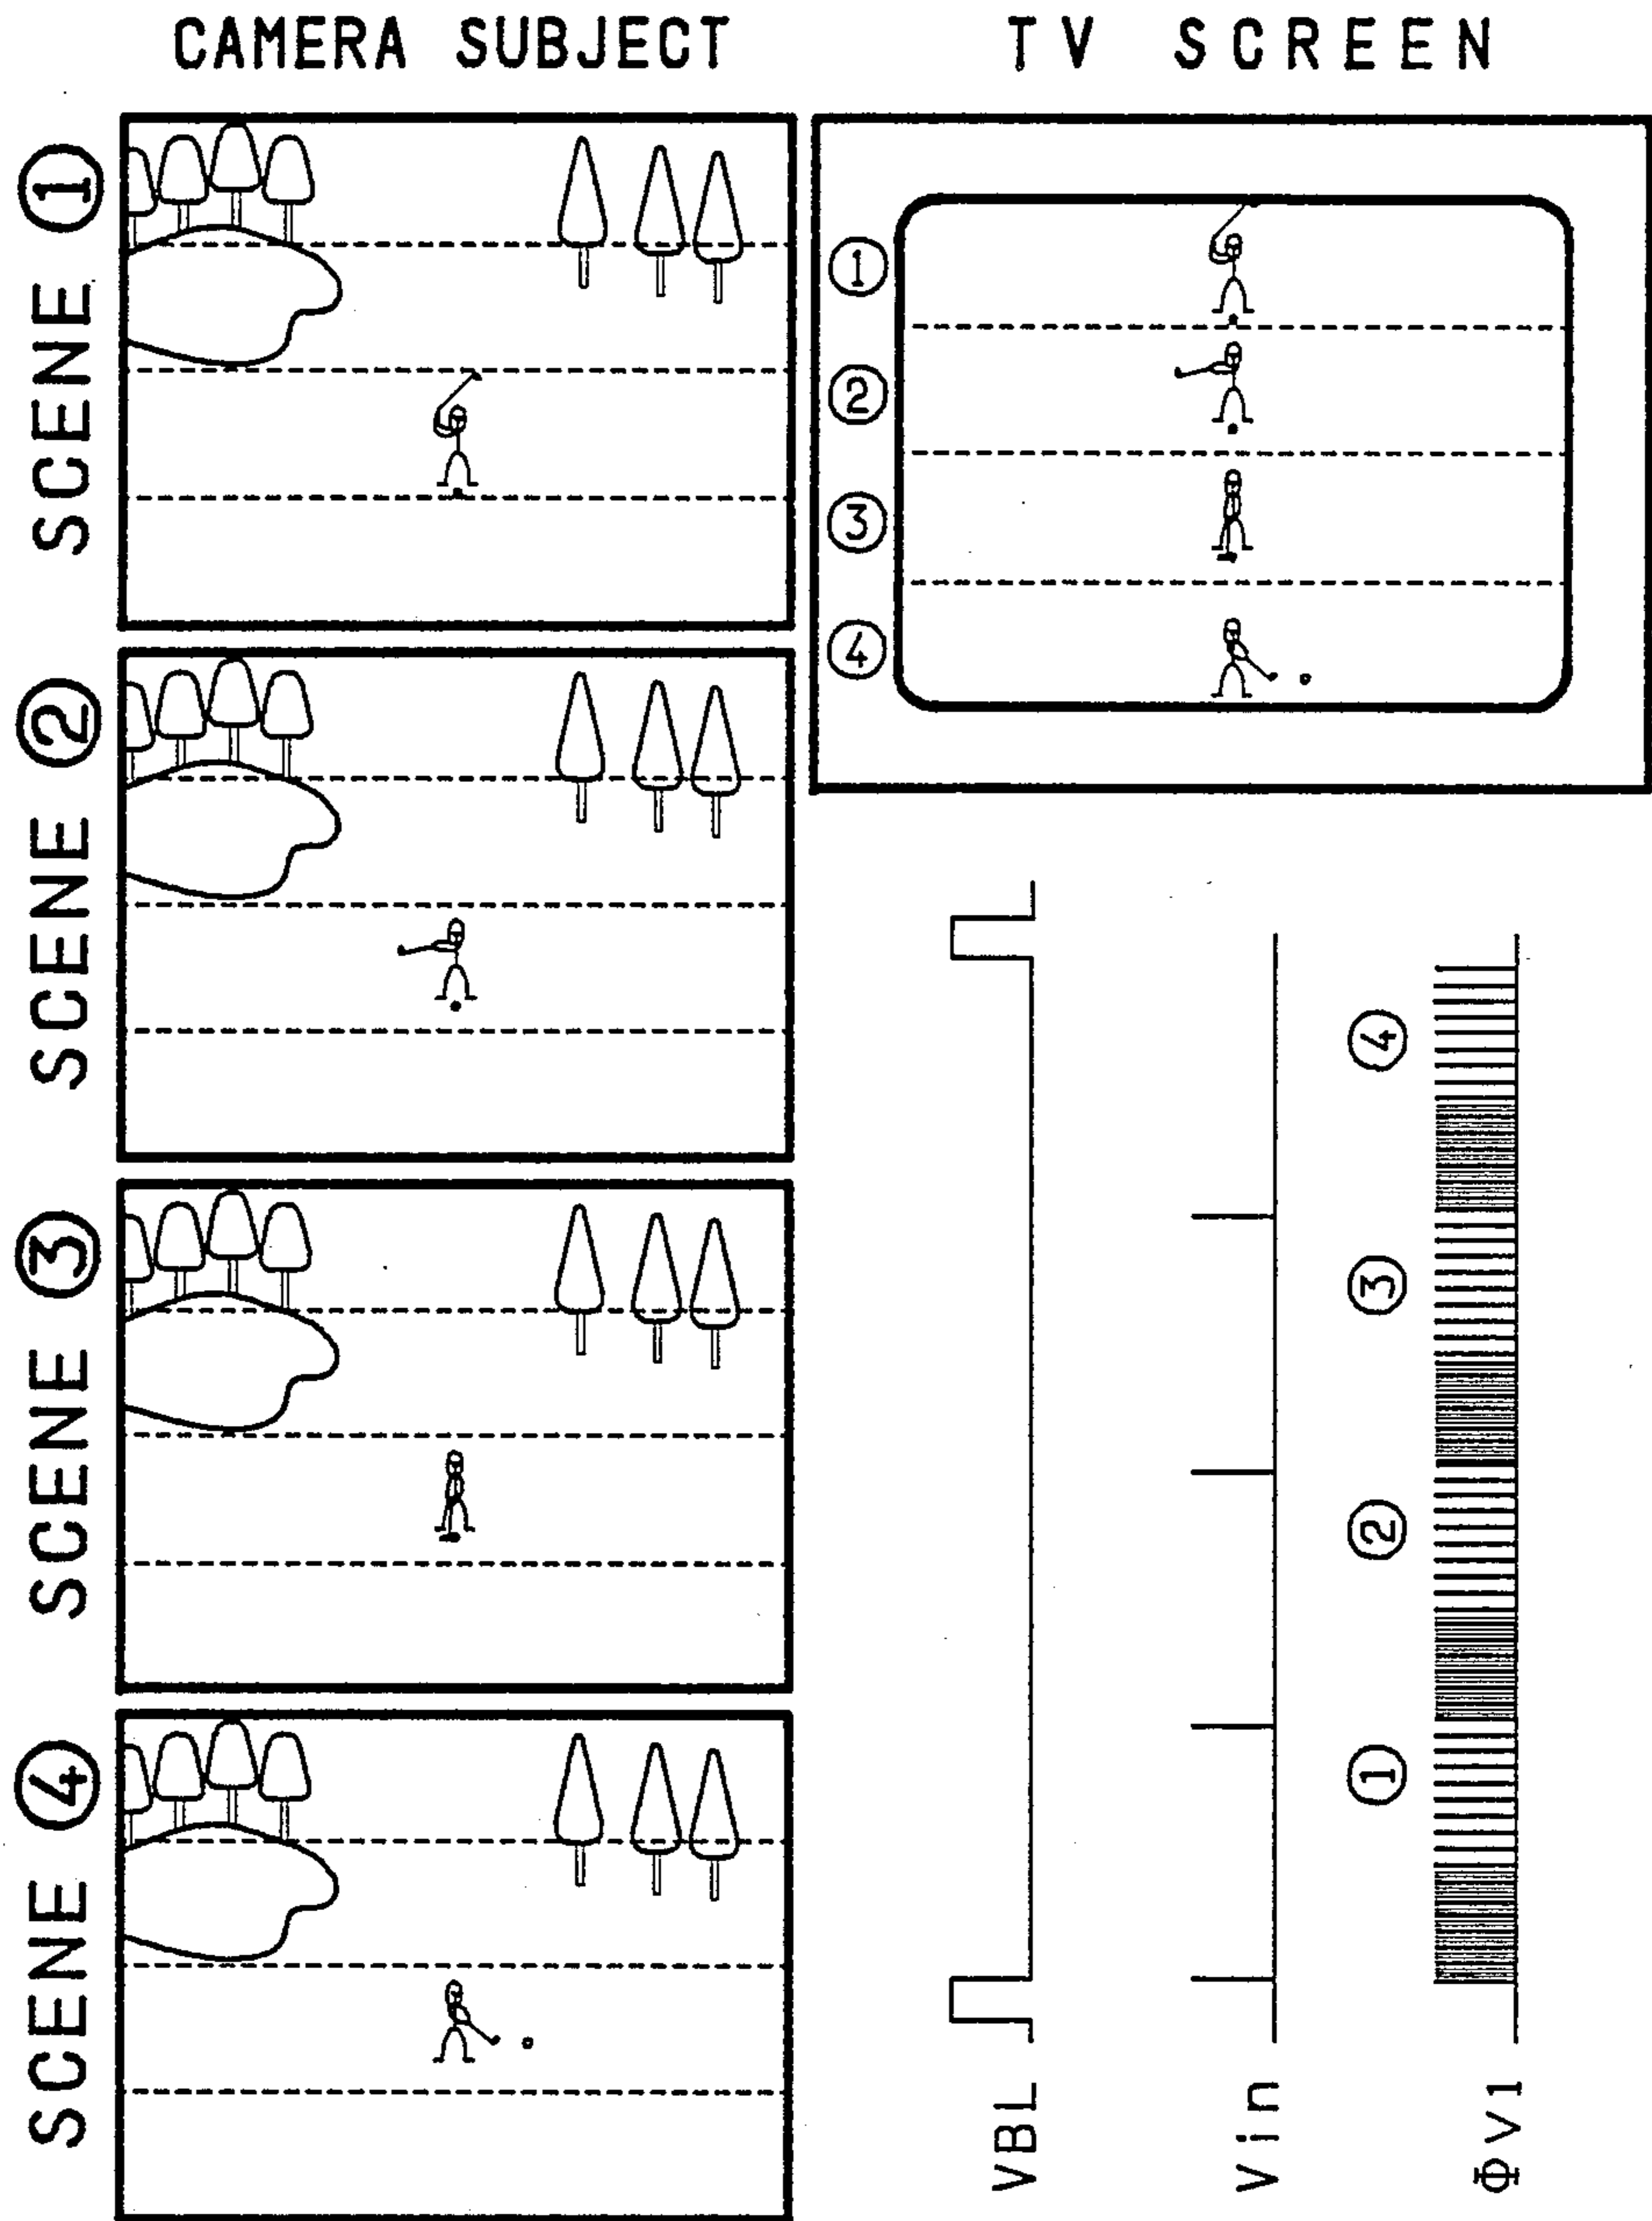 CAMERA SUBJECT
TV SCREEN
SCENE ①
SCENE ②
SCENE ③
SCENE ④
①
②
③
④
VBL
Vin
① ② ③ ④
ΦV1